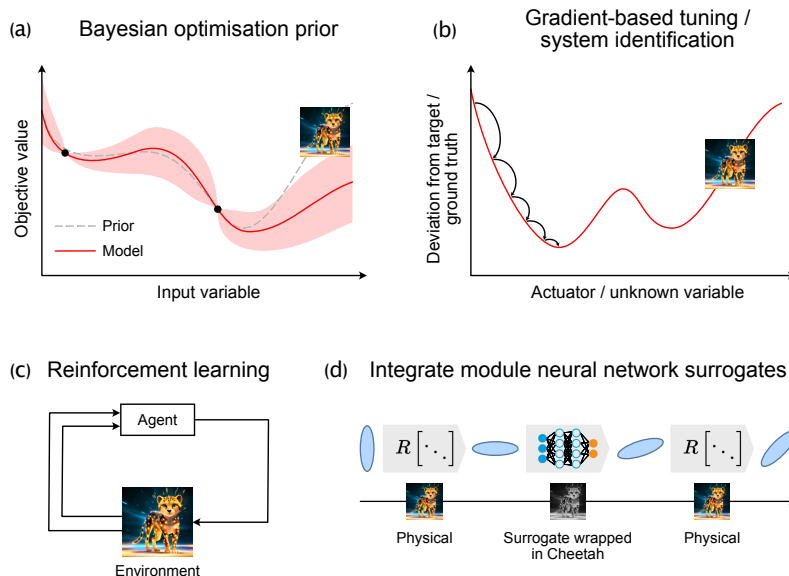 (a) Bayesian optimisation prior
Objective value
Prior
Model
Input variable
(b) Gradient-based tuning /
system identification
Deviation from target /
ground truth
Actuator / unknown variable
(c) Reinforcement learning
Agent
Environment
(d) Integrate module neural network surrogates
R [⋱]
R [⋱]
Physical
Surrogate wrapped
in Cheetah
Physical